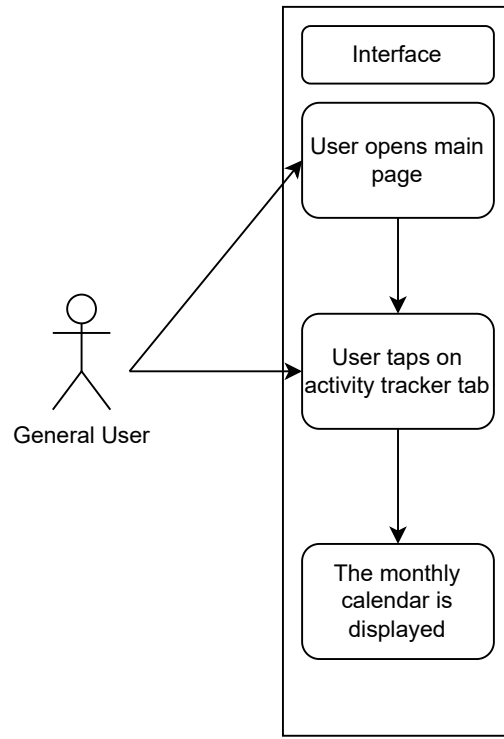 Interface
User opens main
page
User taps on
activity tracker tab
General User
The monthly
calendar is
displayed